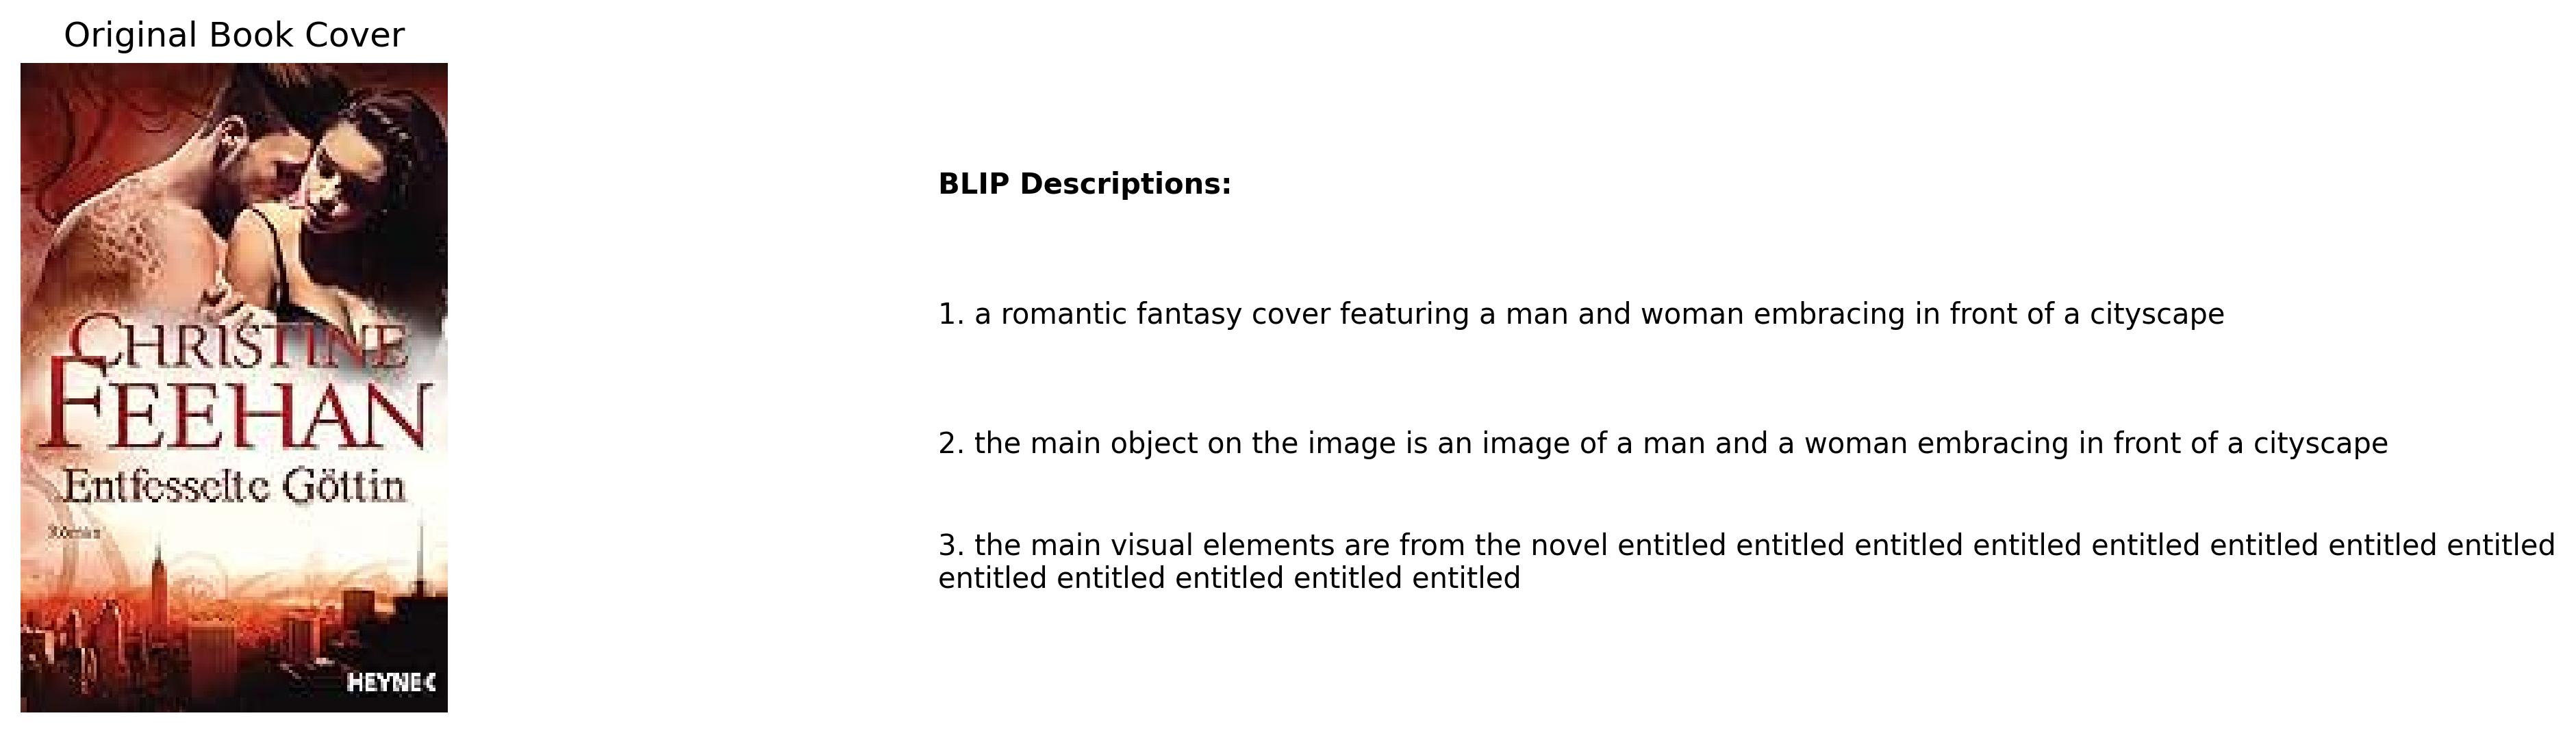 Original Book Cover
CHRISTINE
FEEHAN
Entfesselte Göttin
Roman
HEYNE<
BLIP Descriptions:
1. a romantic fantasy cover featuring a man and woman embracing in front of a cityscape
2. the main object on the image is an image of a man and a woman embracing in front of a cityscape
3. the main visual elements are from the novel entitled entitled entitled entitled entitled entitled entitled entitled
entitled entitled entitled entitled entitled